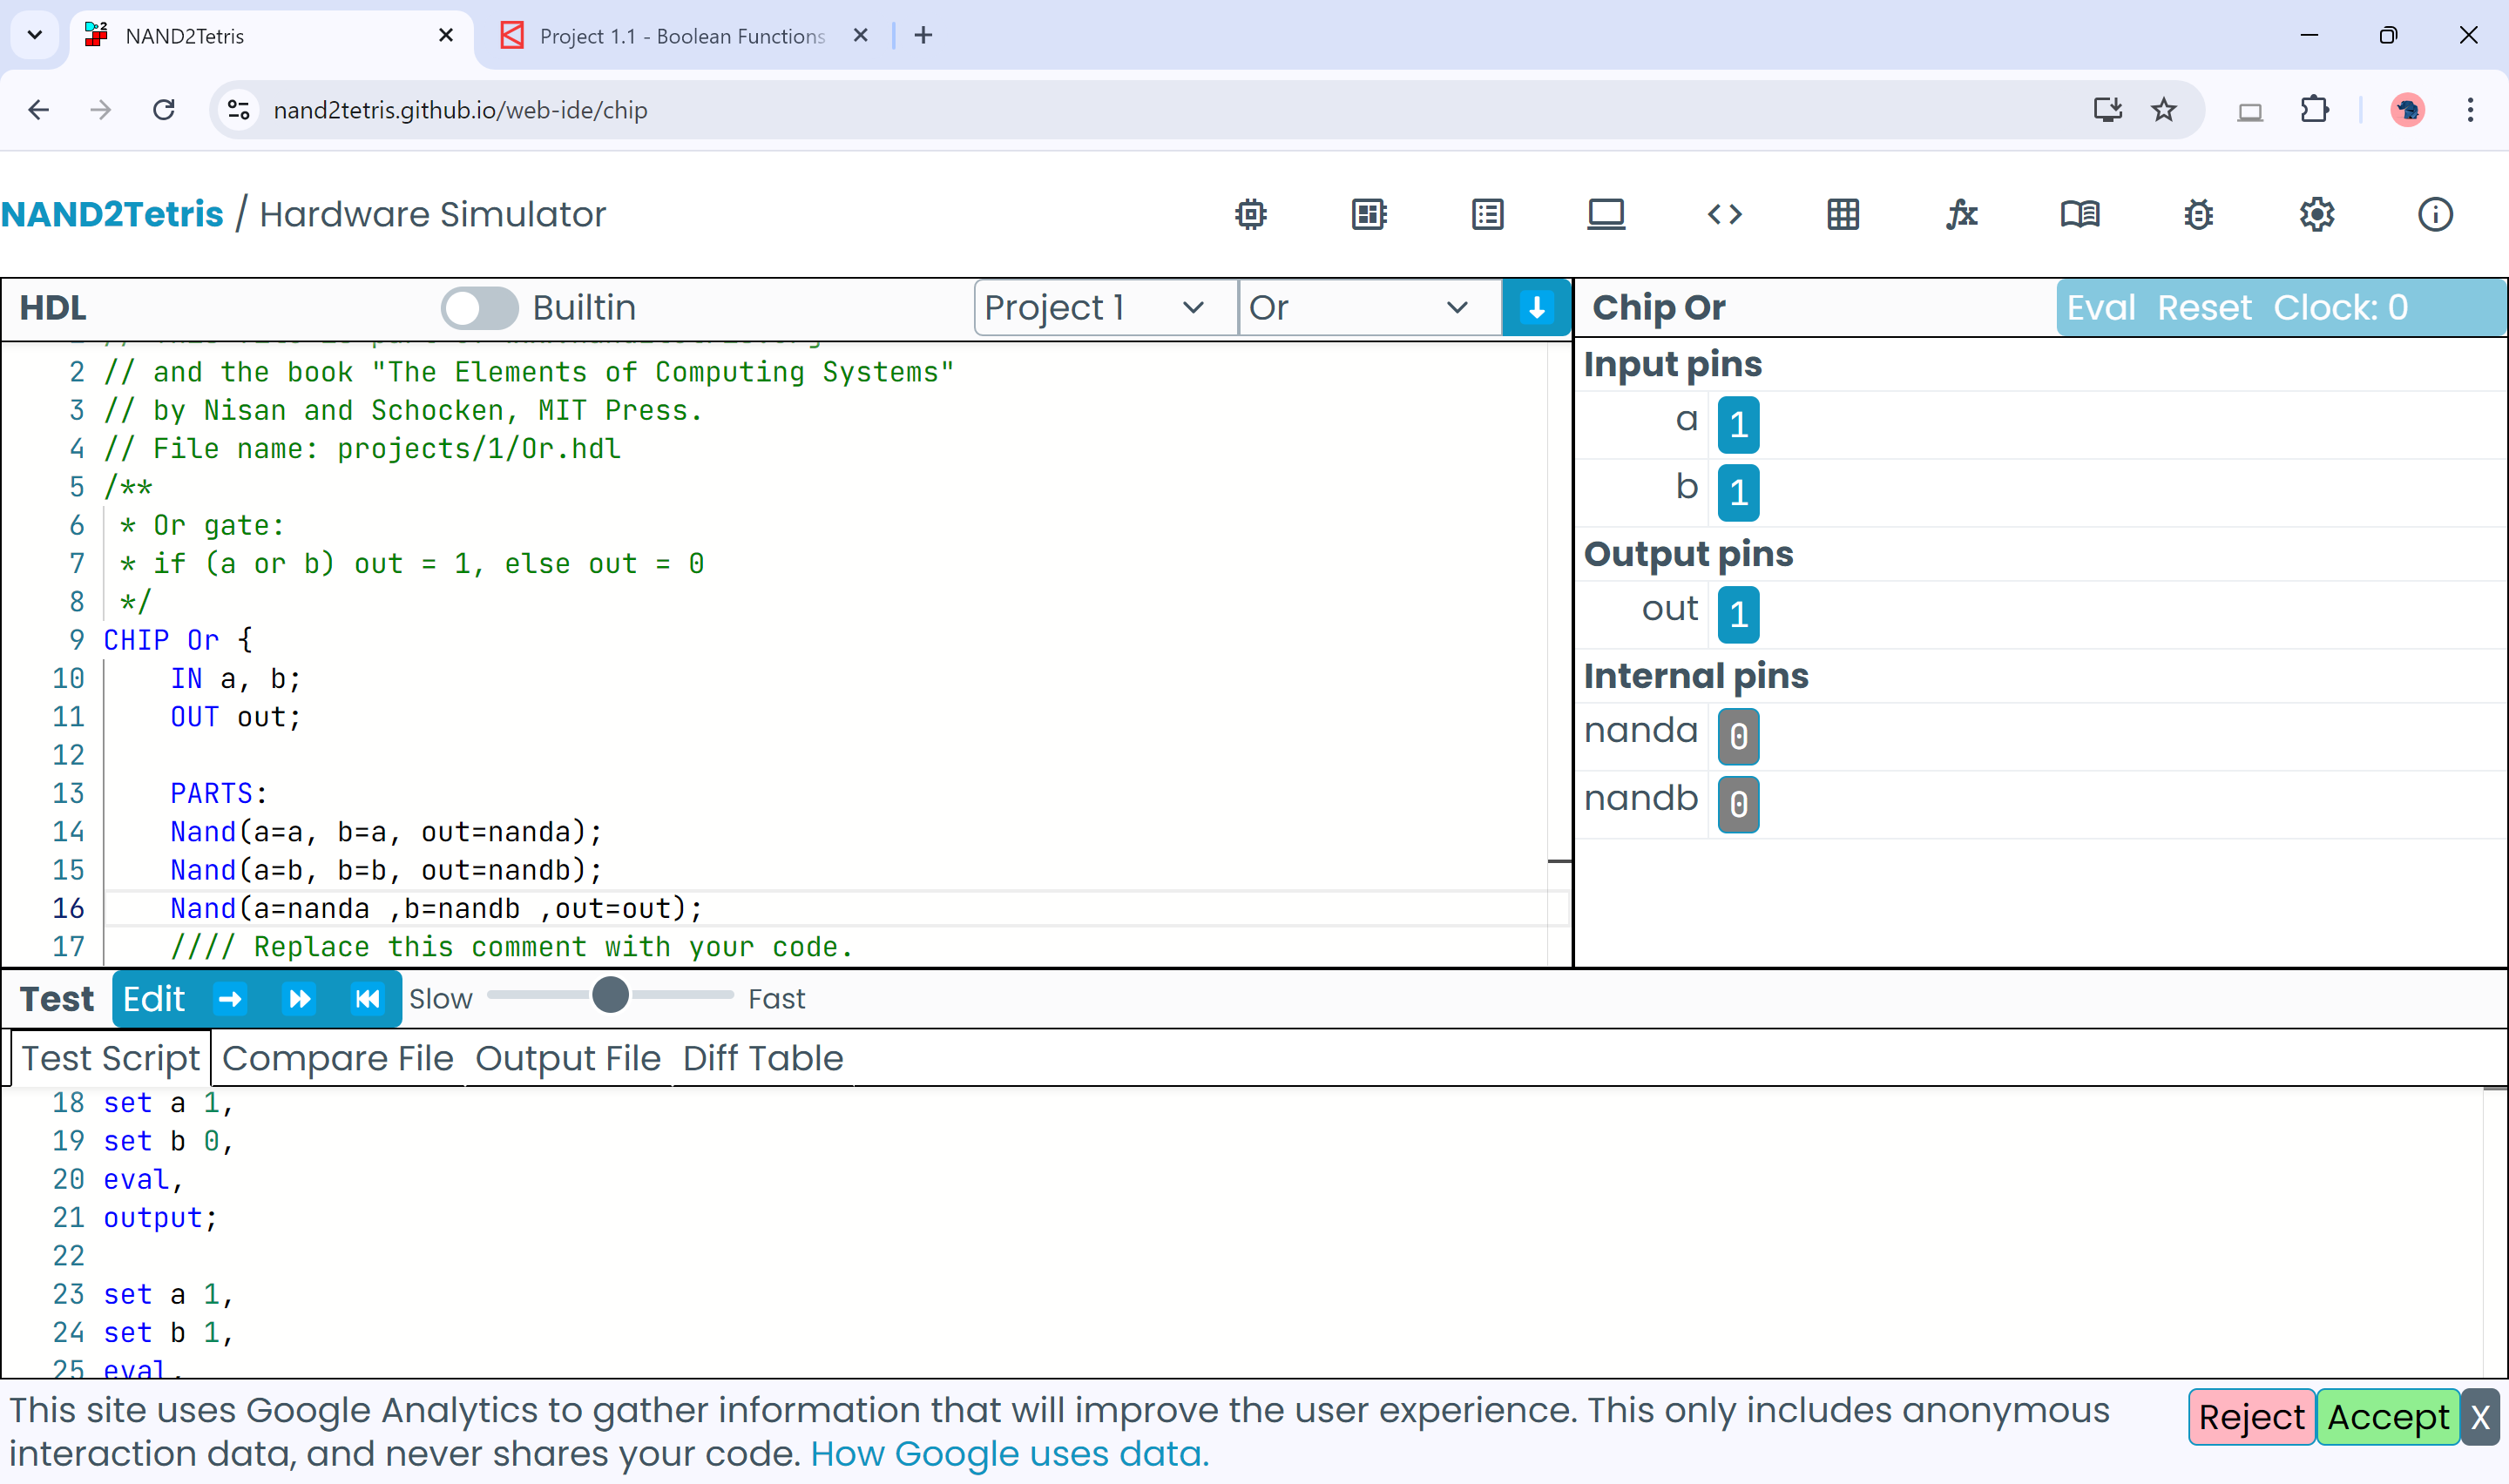 NAND2Tetris
Project 1.1 - Boolean Functions
nand2tetris.github.io/web-ide/chip
NAND2Tetris / Hardware Simulator
HDL
Builtin
Project 1
Or
Chip Or
Eval Reset Clock: 0
2 // and the book "The Elements of Computing Systems"
3 // by Nisan and Schocken, MIT Press.
4 // File name: projects/1/Or.hdl
5 /**
6 * Or gate:
7 * if (a or b) out = 1, else out = 0
8 */
9 CHIP Or {
10 IN a, b;
11 OUT out;
12
13 PARTS:
14 Nand(a=a, b=a, out=nanda);
15 Nand(a=b, b=b, out=nandb);
16 Nand(a=nanda ,b=nandb ,out=out);
17 //// Replace this comment with your code.
Input pins
a 1
b 1
Output pins
out 1
Internal pins
nanda 0
nandb 0
Test Edit Slow Fast
Test Script Compare File Output File Diff Table
18 set a 1,
19 set b 0,
20 eval,
21 output;
22
23 set a 1,
24 set b 1,
25 eval,
This site uses Google Analytics to gather information that will improve the user experience. This only includes anonymous
interaction data, and never shares your code. How Google uses data.
Reject Accept X